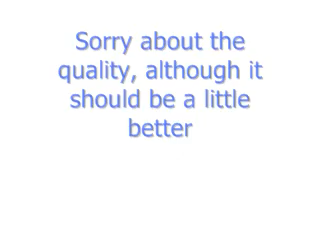 Sorry about the
quality, although it
should be a little
better